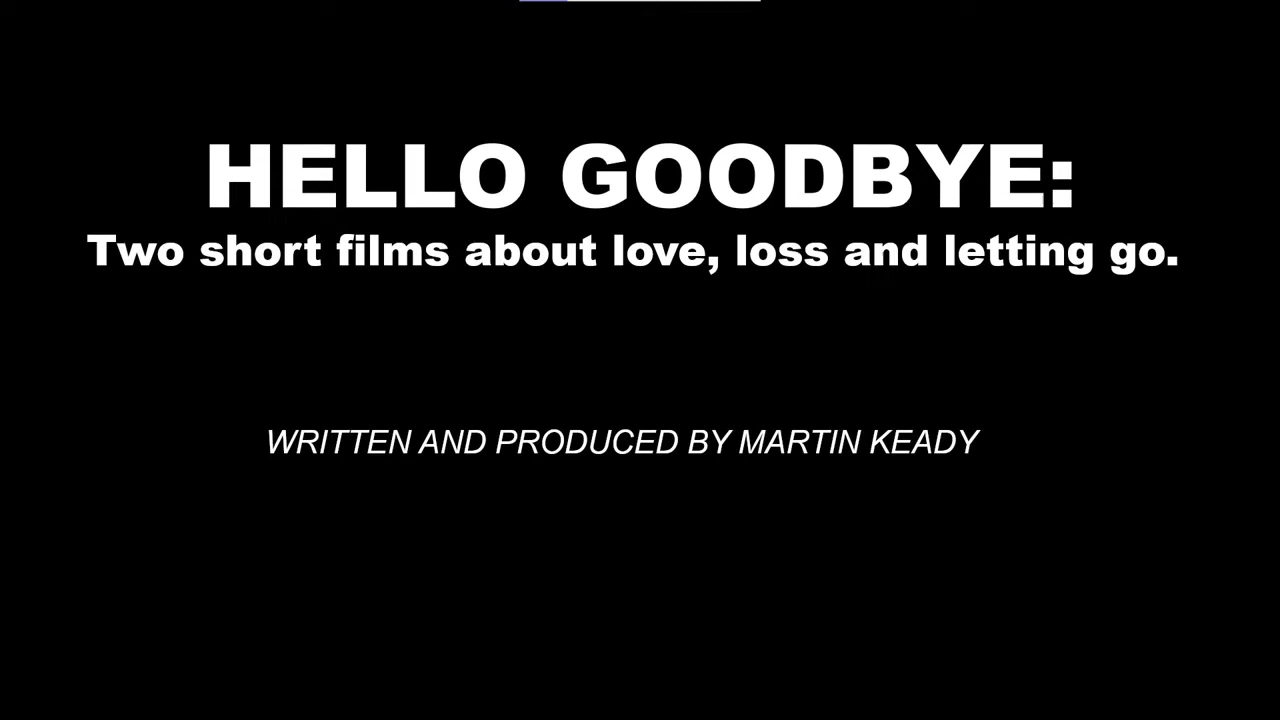 HELLO GOODBYE:
Two short films about love, loss and letting go.
WRITTEN AND PRODUCED BY MARTIN KEADY